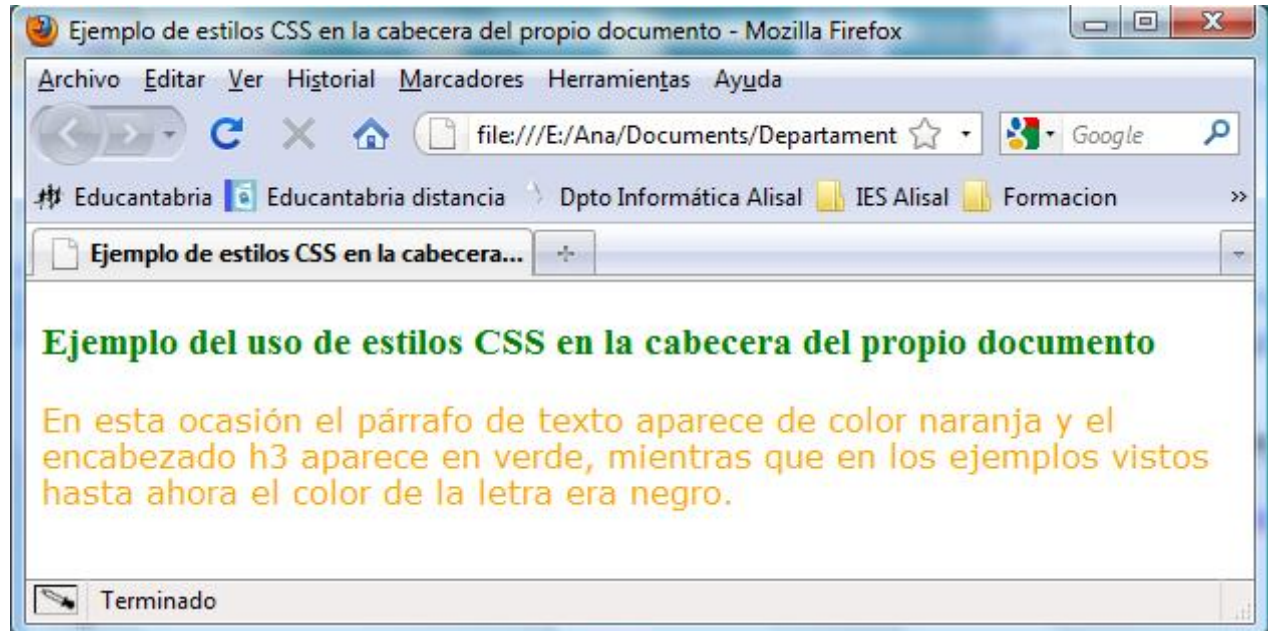 Ejemplo de estilos CSS en la cabecera del propio documento - Mozilla Firefox
Archivo Editar Ver Historial Marcadores Herramientas Ayuda
file:///E:/Ana/Documents/Departament Google
Educantabria Educantabria distancia Dpto Informática Alisal IES Alisal Formacion »
Ejemplo de estilos CSS en la cabecera...
Ejemplo del uso de estilos CSS en la cabecera del propio documento
En esta ocasión el párrafo de texto aparece de color naranja y el
encabezado h3 aparece en verde, mientras que en los ejemplos vistos
hasta ahora el color de la letra era negro.
Terminado